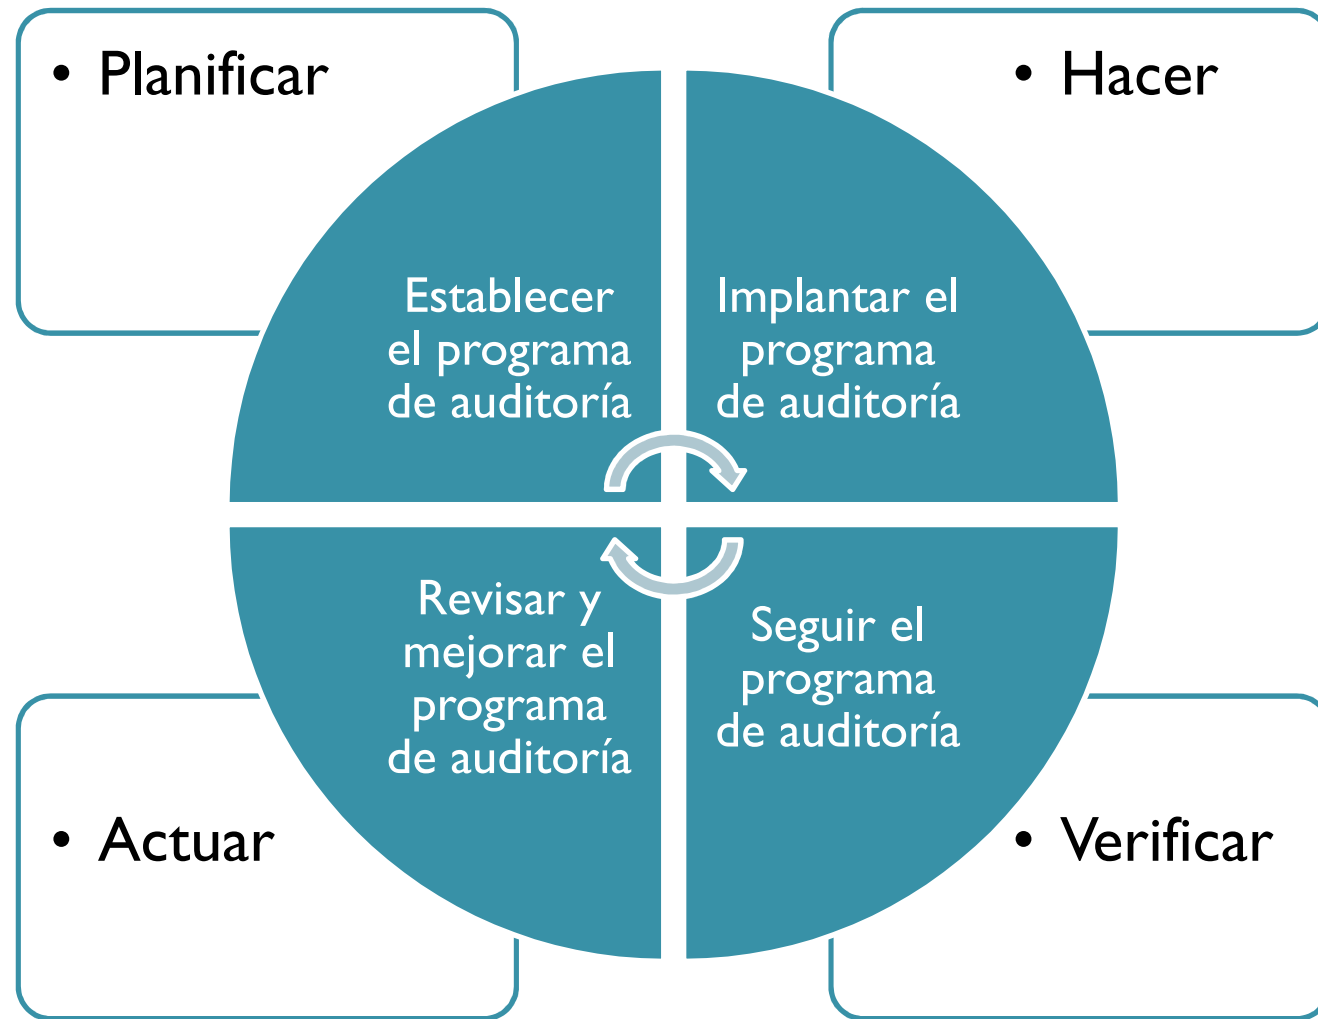 • Planificar
• Hacer
Establecer
el programa
de auditoría
Implantar el
programa
de auditoría
Revisar y
mejorar el
programa
de auditoría
Seguir el
programa
de auditoría
• Actuar
• Verificar